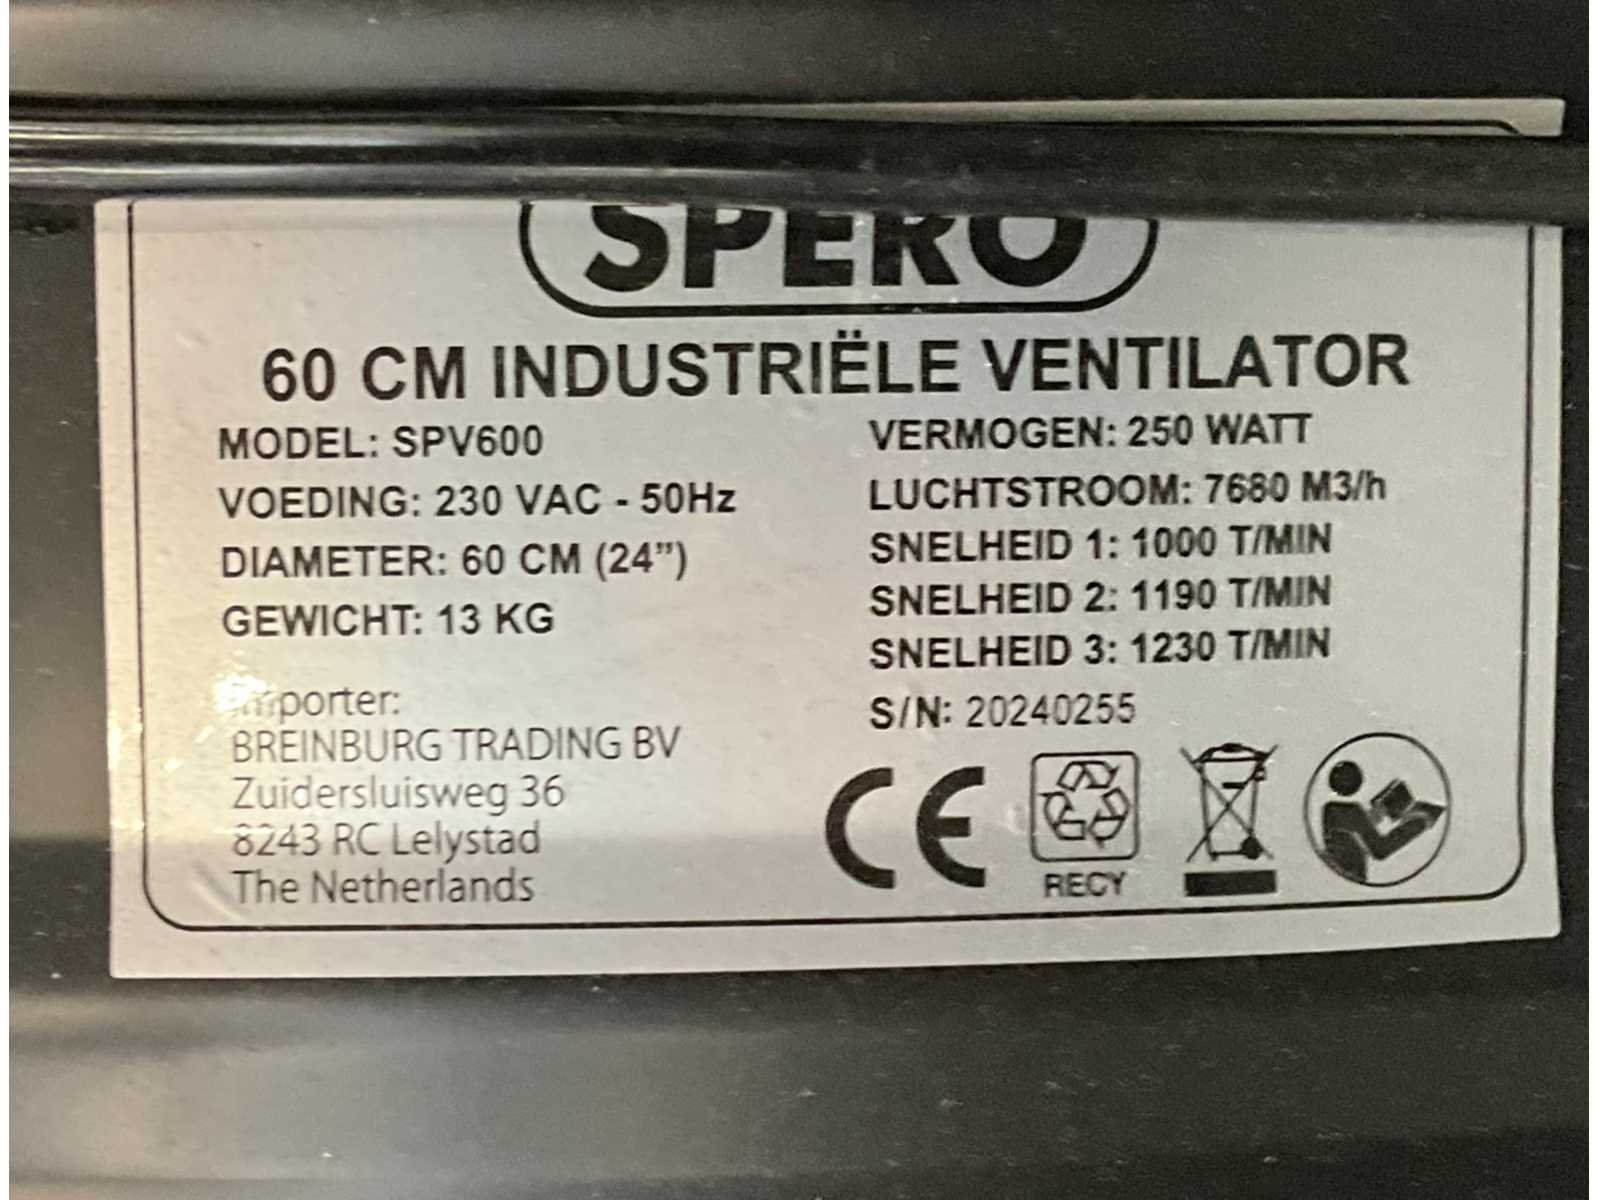 SPERO
60 CM INDUSTRIËLE VENTILATOR
MODEL: SPV600
VOEDING: 230 VAC - 50Hz
DIAMETER: 60 CM (24")
GEWICHT: 13 KG
Importer:
BREINBURG TRADING BV
Zuidersluisweg 36
8243 RC Lelystad
The Netherlands
VERMOGEN: 250 WATT
LUCHTSTROOM: 7680 M3/h
SNELHEID 1: 1000 T/MIN
SNELHEID 2: 1190 T/MIN
SNELHEID 3: 1230 T/MIN
S/N: 20240255
CE
RECY